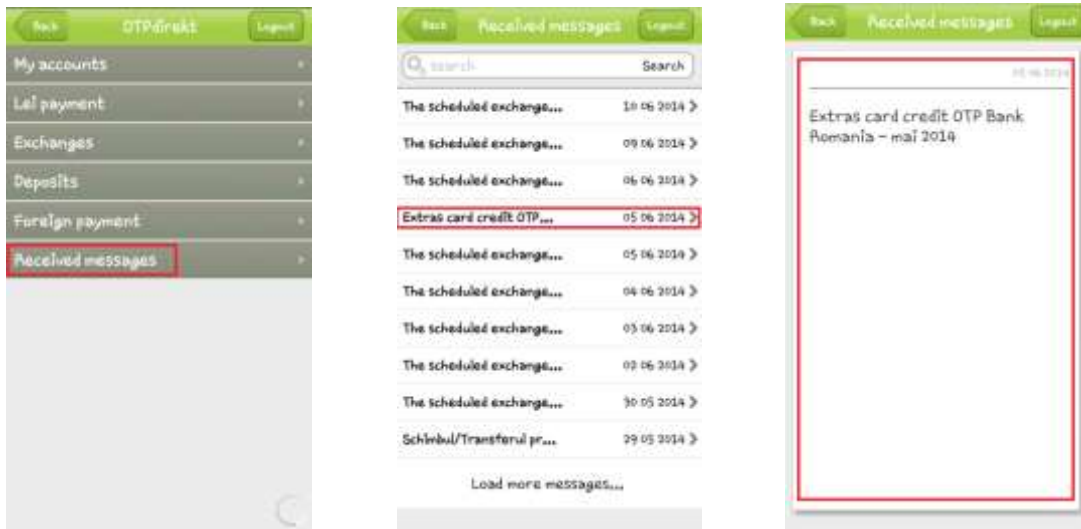 Back OTPdirekt Logout
My accounts
Lei payment
Exchanges
Deposits
Foreign payment
Received messages
Back Received messages Logout
search Search
The scheduled exchange... 10 06 2014
The scheduled exchange... 09 06 2014
The scheduled exchange... 06 06 2014
Extras card credit OTP... 05 06 2014
The scheduled exchange... 05 06 2014
The scheduled exchange... 04 06 2014
The scheduled exchange... 03 06 2014
The scheduled exchange... 02 06 2014
The scheduled exchange... 30 05 2014
Schimbul/Transferul pr... 29 05 2014
Load more messages...
Back Received messages Logout
05 06 2014
Extras card credit OTP Bank
Romania - mai 2014